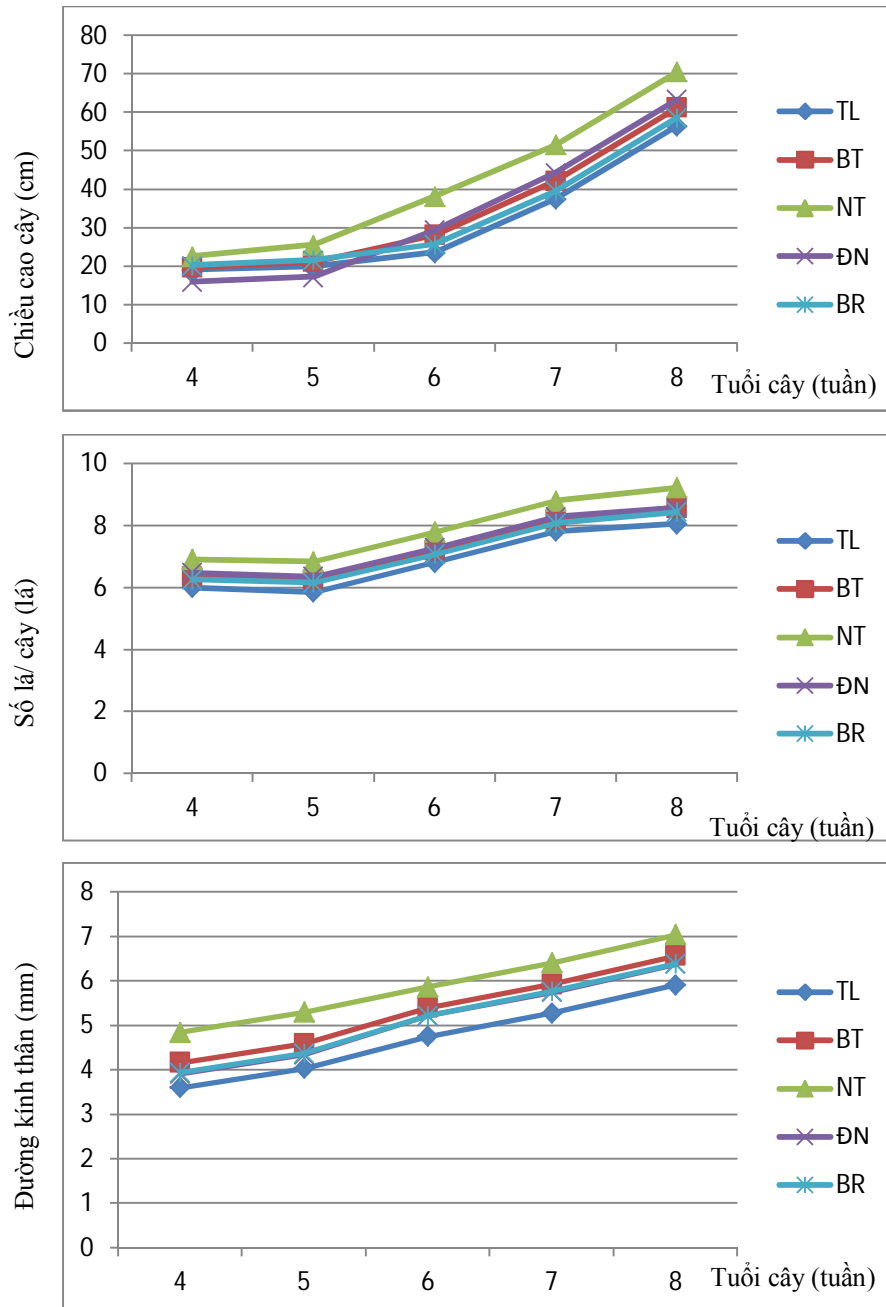 Chiều cao cây (cm)
80
70
60
50
40
30
20
10
0
4 5 6 7 8
Tuổi cây (tuần)
TL
BT
NT
ĐN
BR
Số lá/ cây (lá)
10
8
6
4
2
0
4 5 6 7 8
Tuổi cây (tuần)
TL
BT
NT
ĐN
BR
Đường kính thân (mm)
8
7
6
5
4
3
2
1
0
4 5 6 7 8
Tuổi cây (tuần)
TL
BT
NT
ĐN
BR